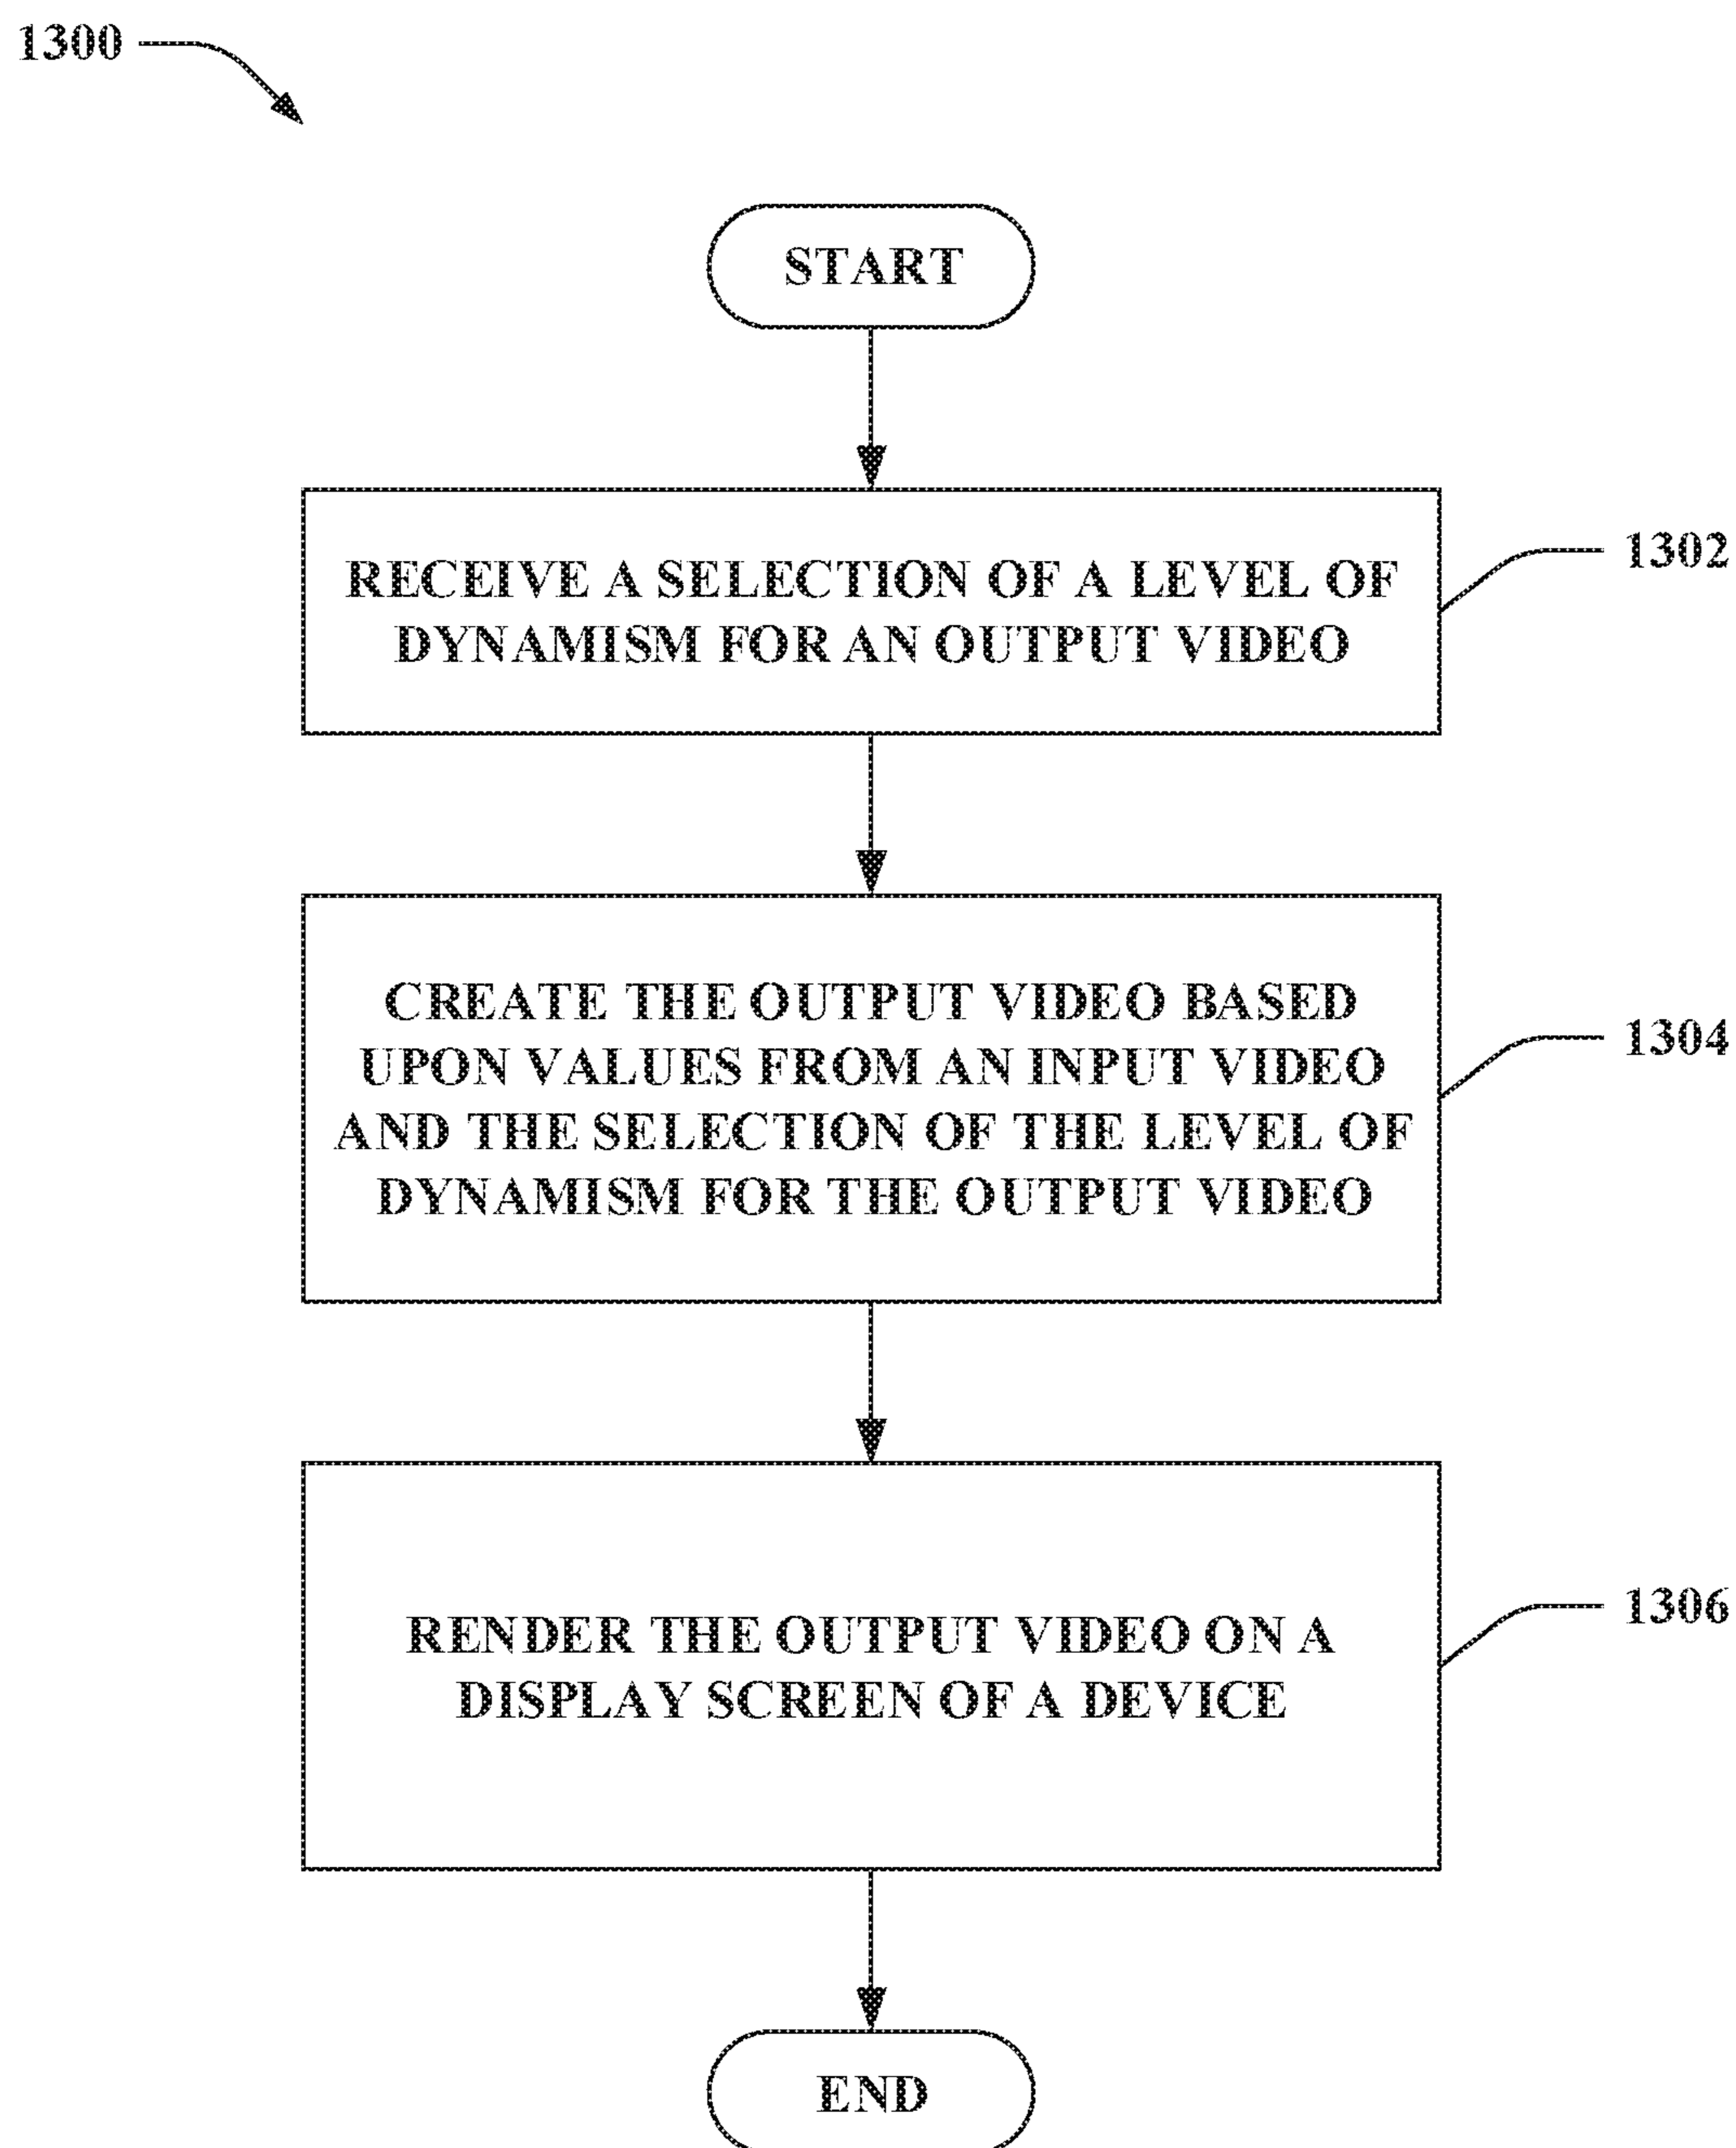 1300
START
RECEIVE A SELECTION OF A LEVEL OF
DYNAMISM FOR AN OUTPUT VIDEO
1302
CREATE THE OUTPUT VIDEO BASED
UPON VALUES FROM AN INPUT VIDEO
AND THE SELECTION OF THE LEVEL OF
DYNAMISM FOR THE OUTPUT VIDEO
1304
RENDER THE OUTPUT VIDEO ON A
DISPLAY SCREEN OF A DEVICE
1306
END